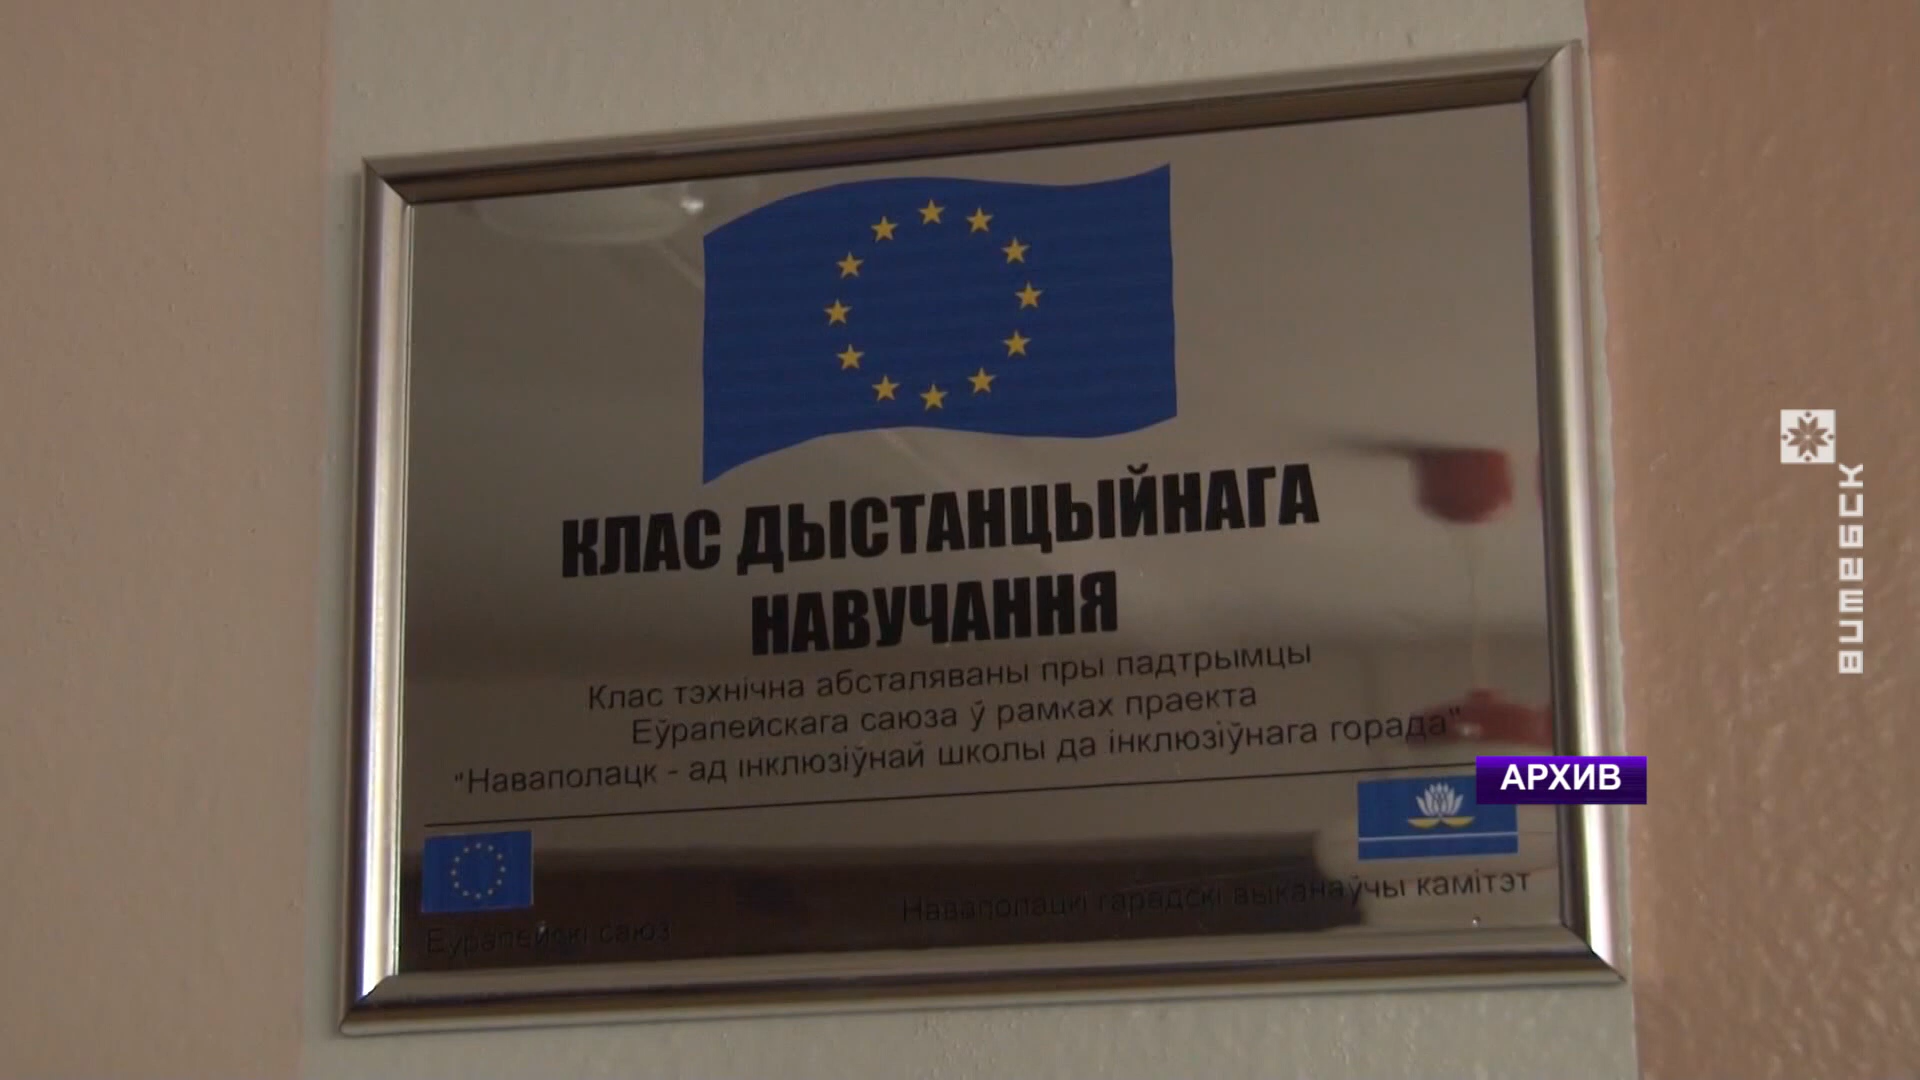 КЛАС ДЫСТАНЦЫЙНАГА
НАВУЧАННЯ
Клас тэхнічна абсталяваны пры падтрымцы
Еўрапейскага саюза ў рамках праекта
"Наваполацк - ад інклюзіўнай школы да інклюзіўнага горада"
АРХИВ
Наваполацкі гарадскі выканаўчы камітэт
Еўрапейскі саюз
ВИТЕБСК